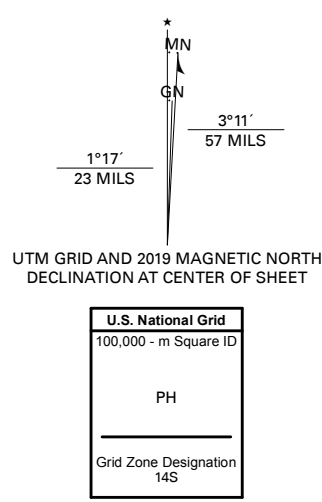 MN
GN
3°11´
57 MILS
1°17´
23 MILS
UTM GRID AND 2019 MAGNETIC NORTH
DECLINATION AT CENTER OF SHEET
U.S. National Grid
100,000 - m Square ID
PH
Grid Zone Designation
14S